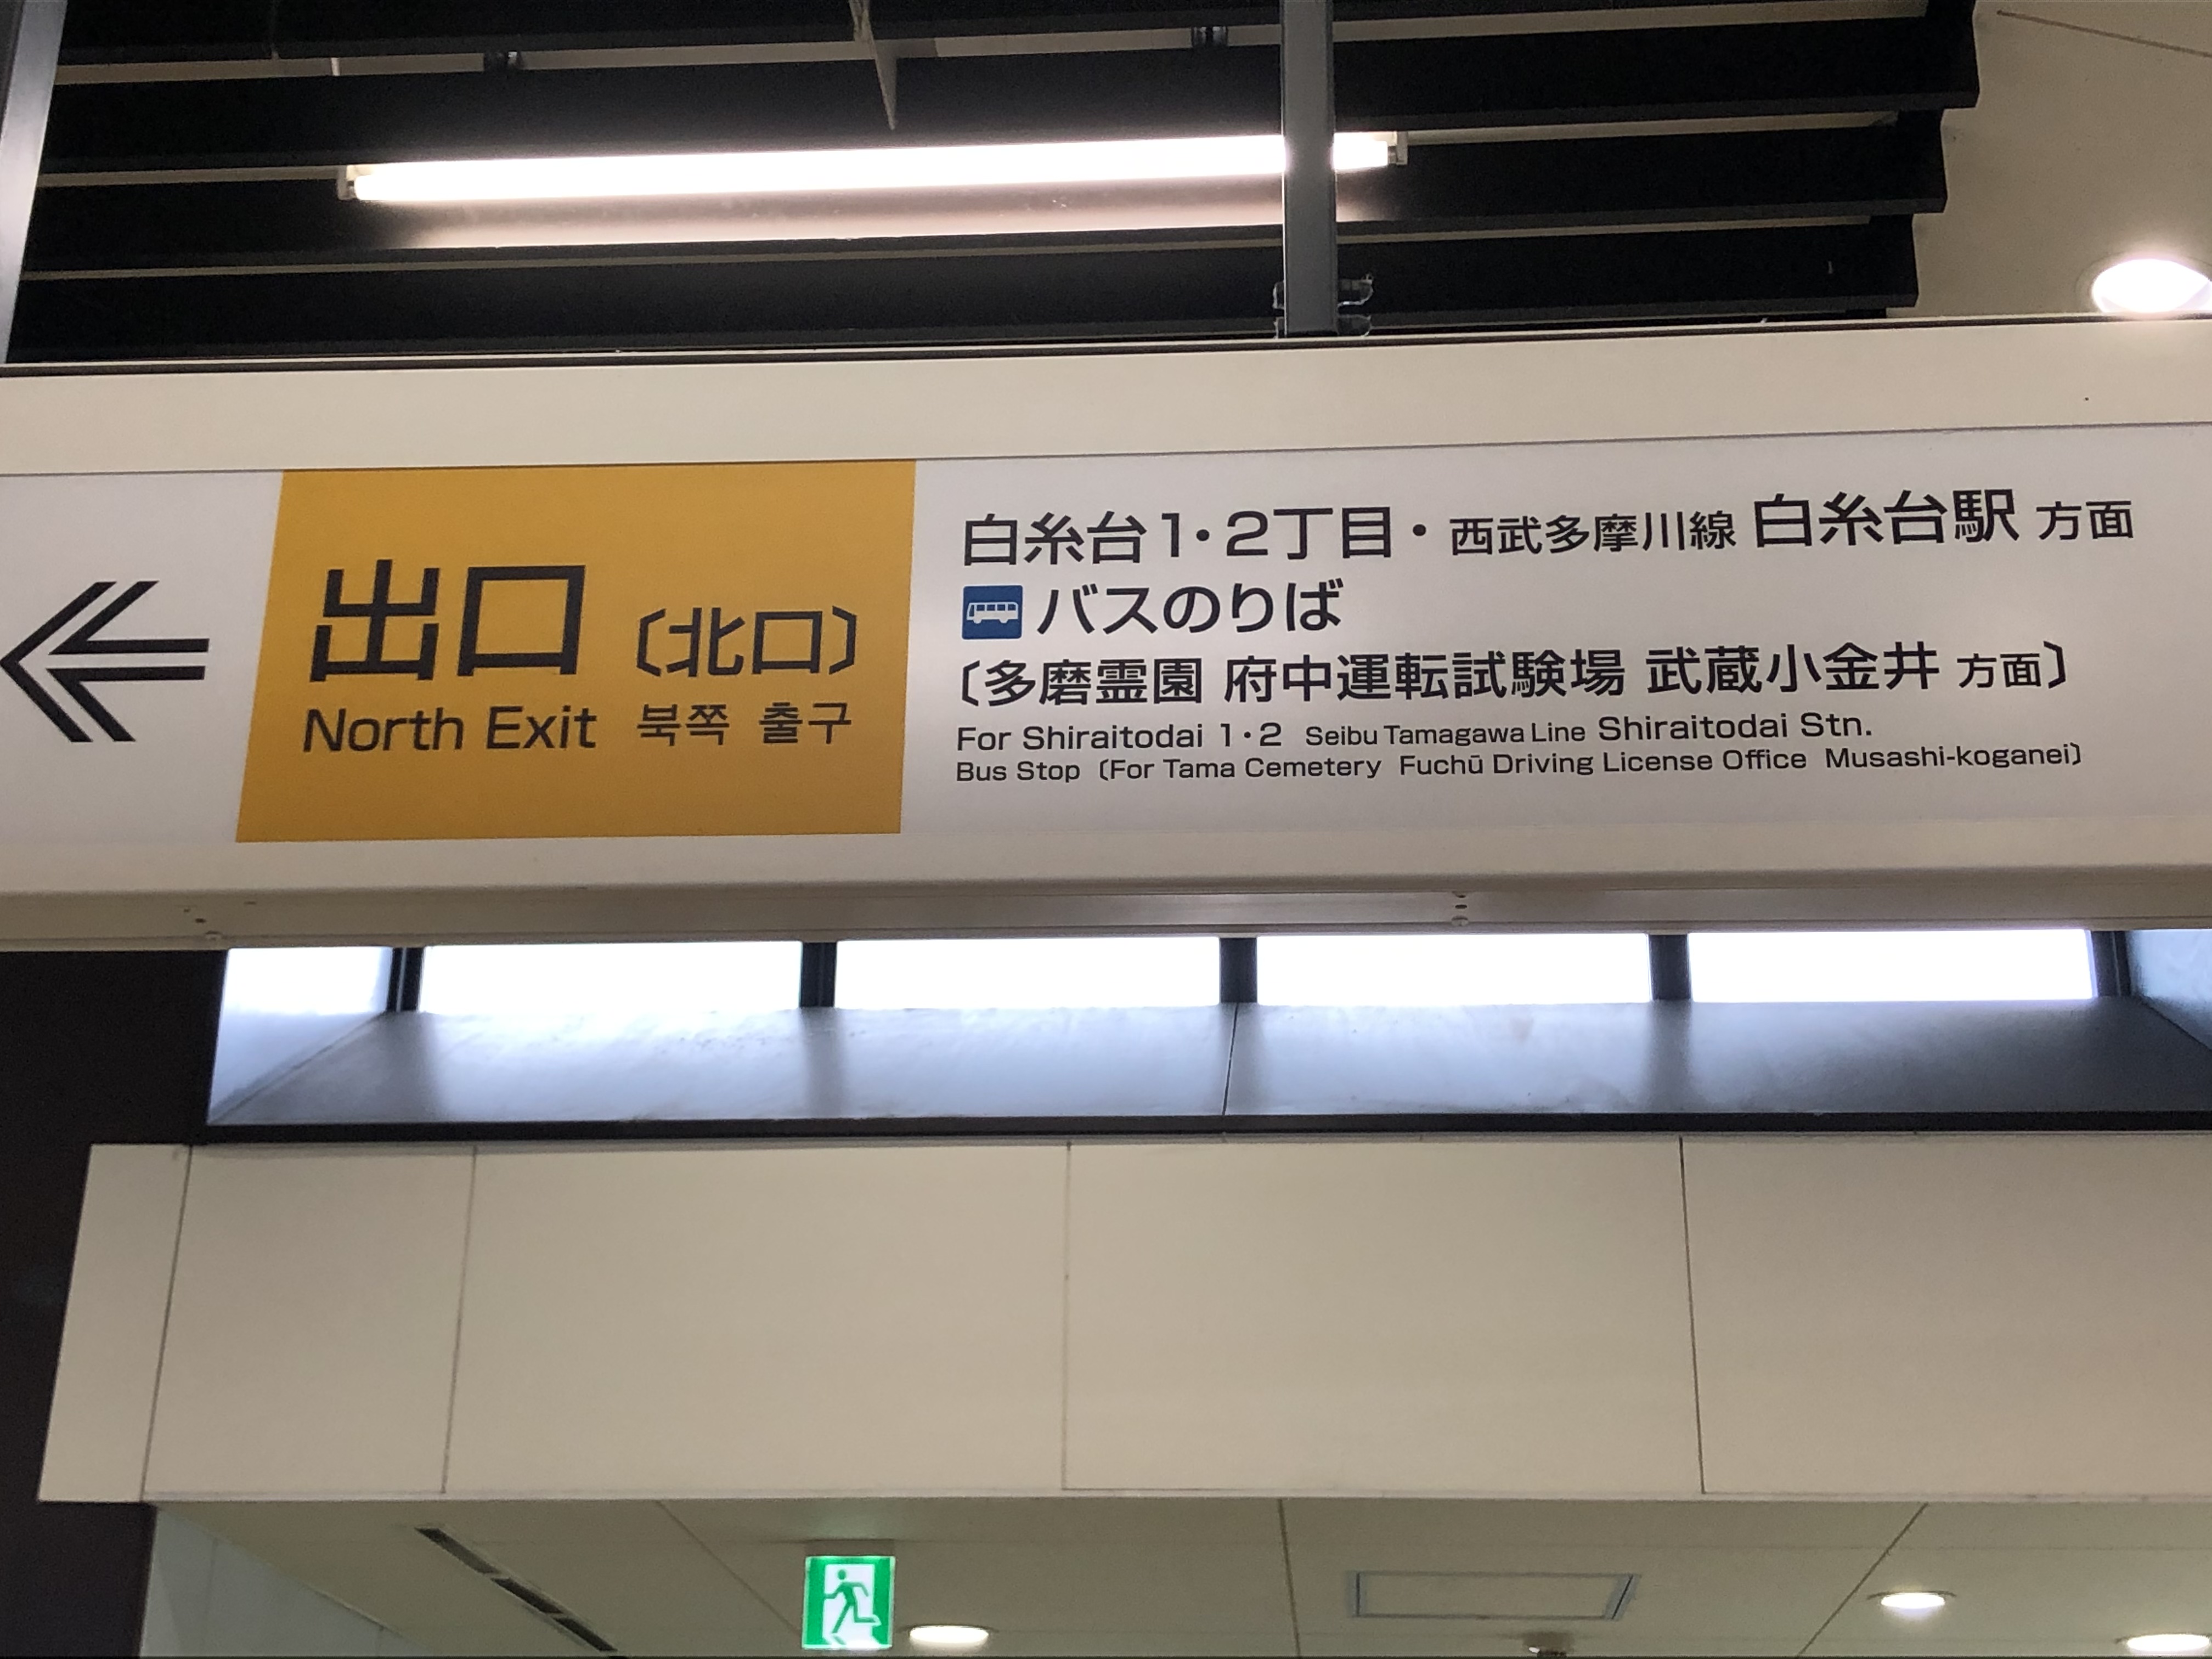 出口〔北口〕
North Exit 북쪽 출구
白糸台1・2丁目・西武多摩川線 白糸台駅 方面
バスのりば
〔多磨霊園 府中運転試験場 武蔵小金井 方面〕
For Shiraitodai 1・2 Seibu Tamagawa Line Shiraitodai Stn.
Bus Stop〔For Tama Cemetery Fuchū Driving License Office Musashi-koganei〕